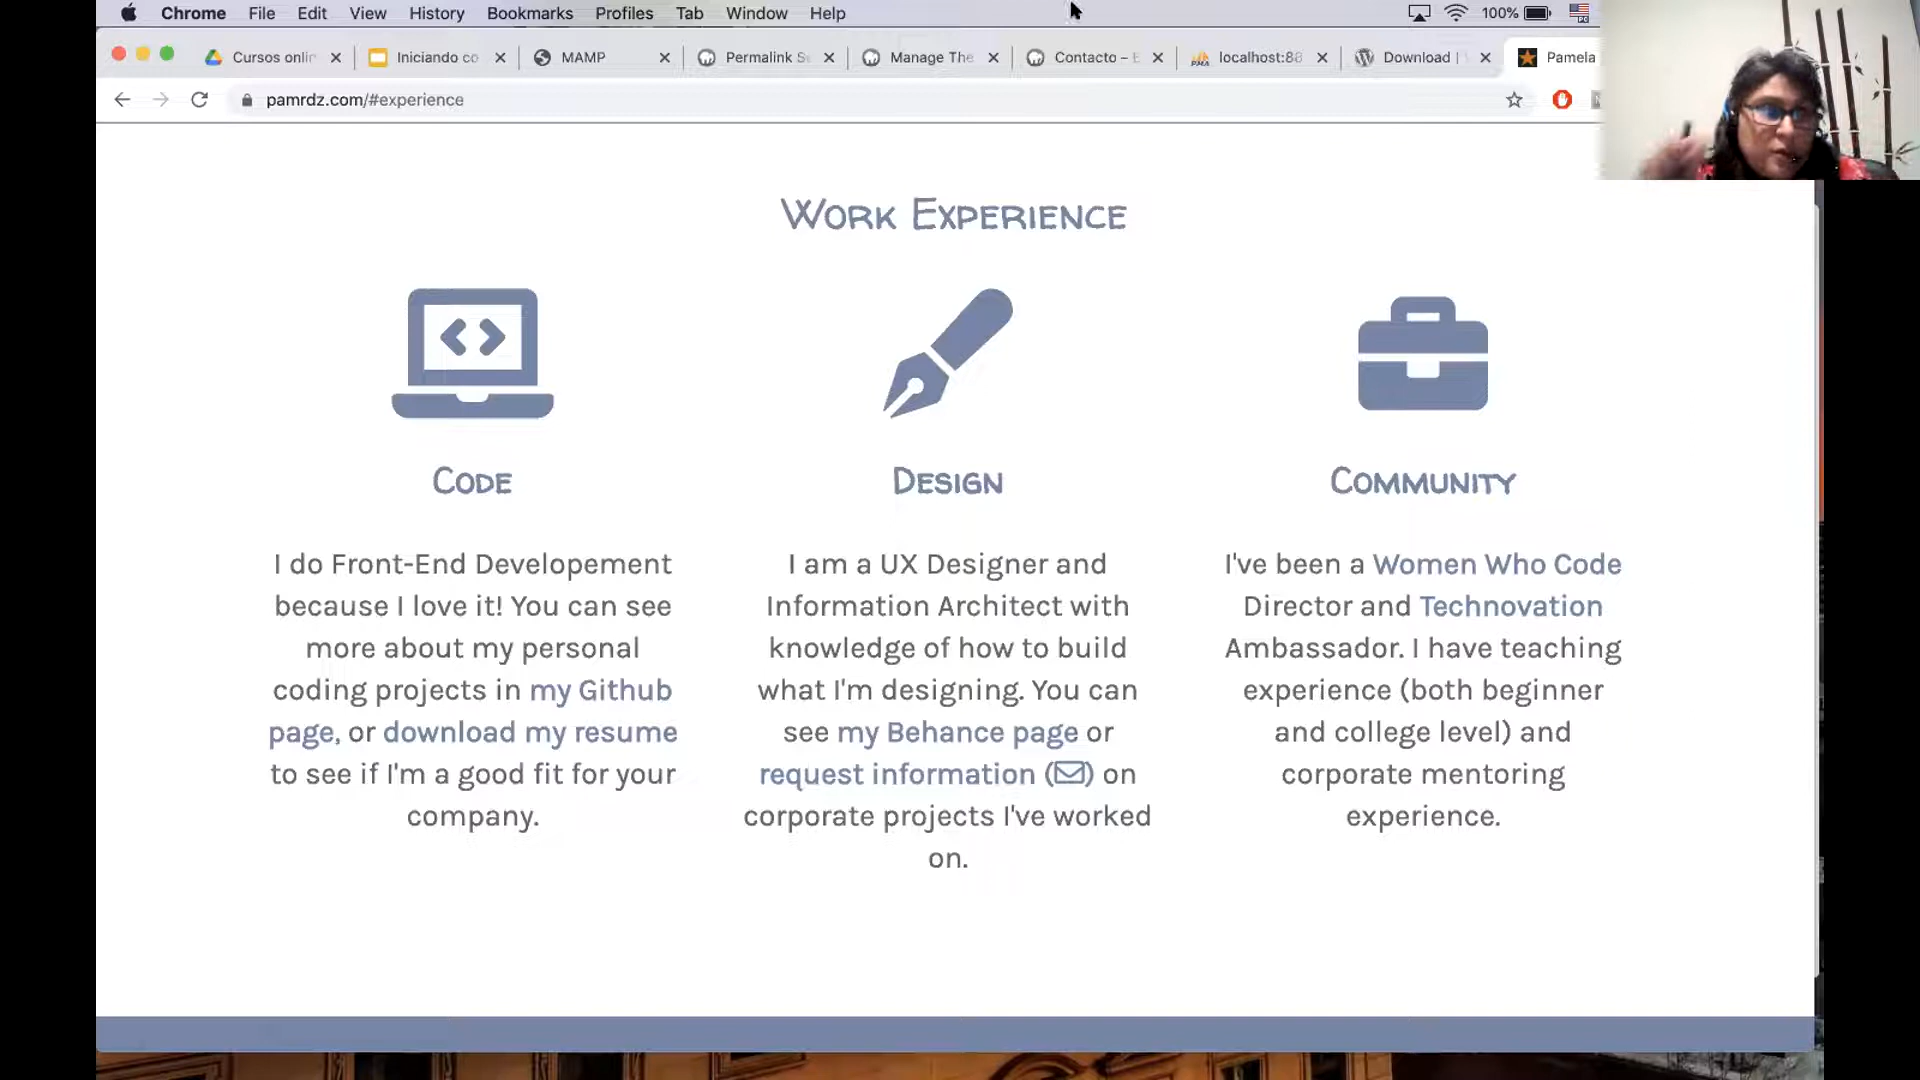 Chrome File Edit View History Bookmarks Profiles Tab Window Help 100%
Cursos onlin Iniciando co MAMP Permalink Se Manage The Contacto – E localhost:88 Download | Pamela
pamrdz.com/#experience
Work Experience
Code
I do Front-End Developement
because I love it! You can see
more about my personal
coding projects in my Github
page, or download my resume
to see if I'm a good fit for your
company.
Design
I am a UX Designer and
Information Architect with
knowledge of how to build
what I'm designing. You can
see my Behance page or
request information () on
corporate projects I've worked
on.
Community
I've been a Women Who Code
Director and Technovation
Ambassador. I have teaching
experience (both beginner
and college level) and
corporate mentoring
experience.